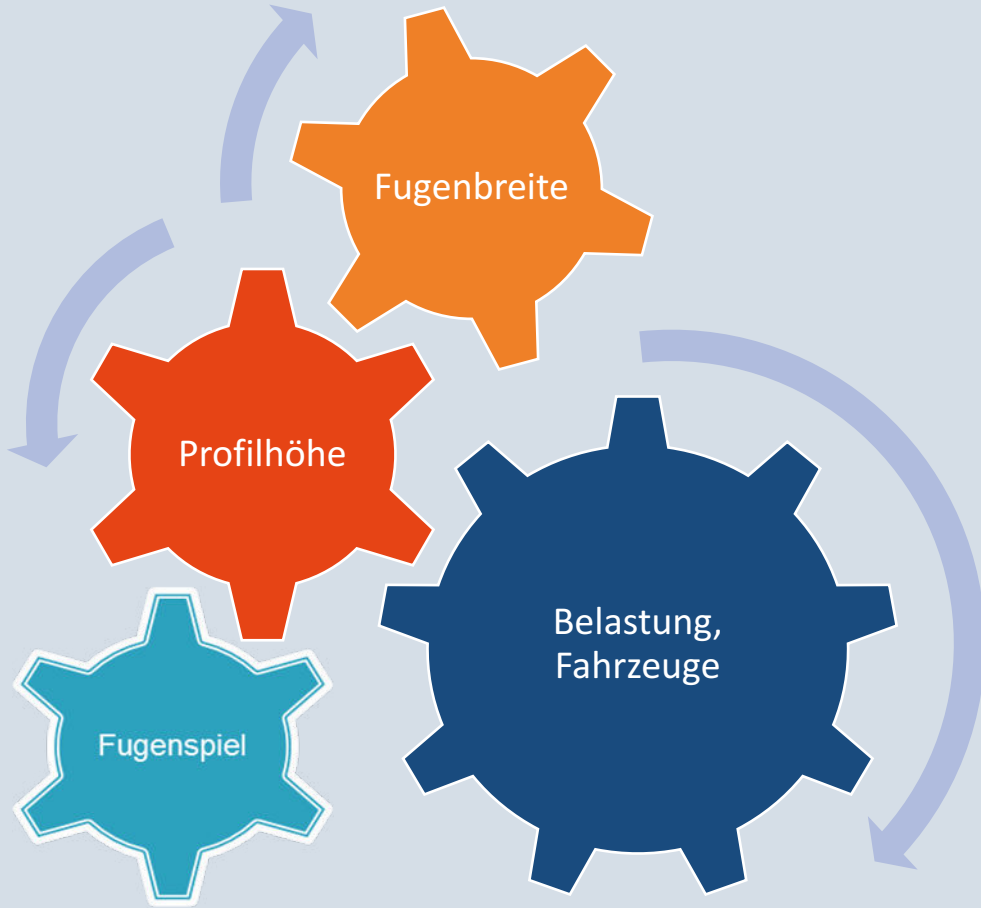 Fugenbreite
Profilhöhe
Belastung,
Fahrzeuge
Fugenspiel